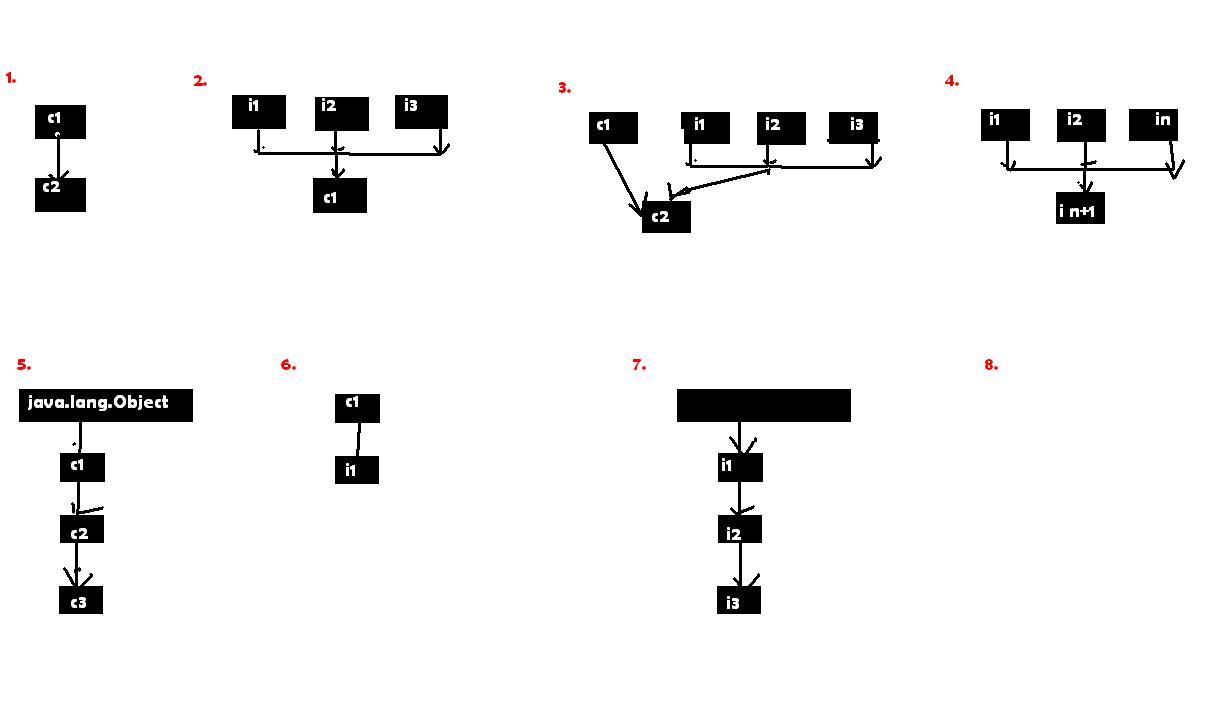 1.
c1
c2
2.
i1 i2 i3
c1
3.
c1 i1 i2 i3
c2
4.
i1 i2 in
i n+1
5.
java.lang.Object
c1
c2
c3
6.
c1
i1
7.
i1
i2
i3
8.